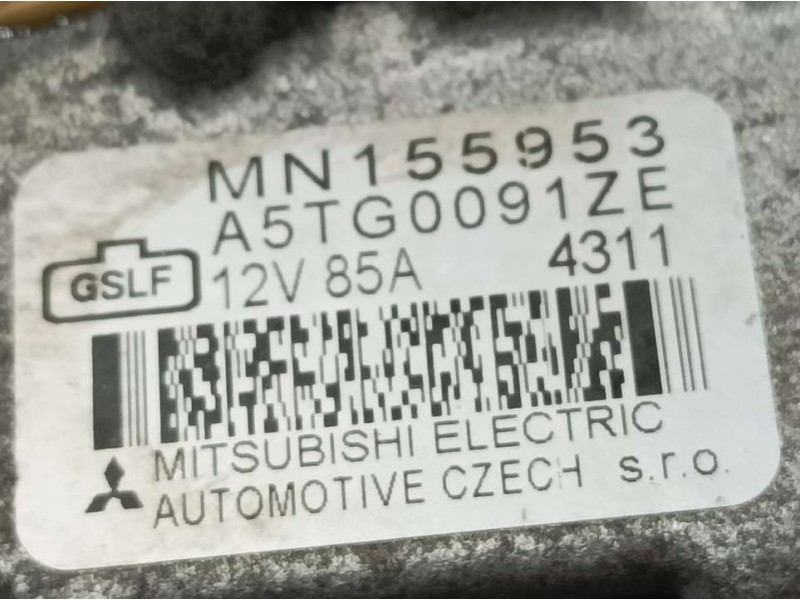 MN155953
A5TG0091ZE
GSLF 12V 85A 4311
MITSUBISHI ELECTRIC
AUTOMOTIVE CZECH s.r.o.